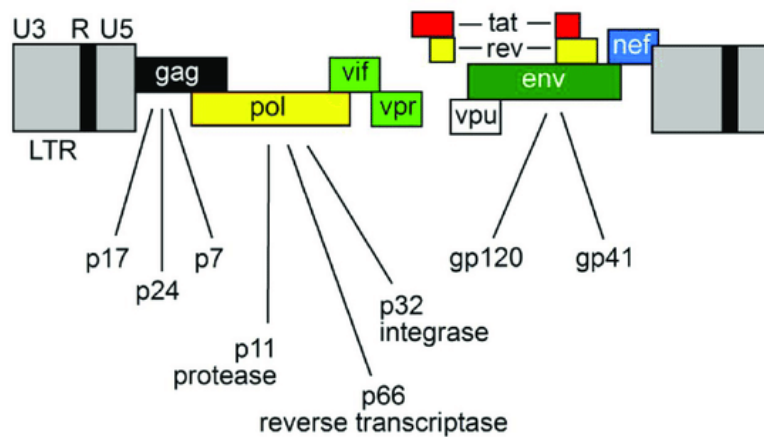 U3 R U5
tat
rev
nef
gag
vif
env
pol
vpr
vpu
LTR
p17
p24
p7
gp120
gp41
p32
integrase
p11
protease
p66
reverse transcriptase